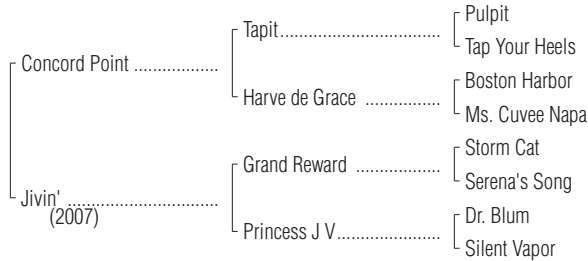 Pulpit
Tapit..........................................
Tap Your Heels
Concord Point ......................
Boston Harbor
Harve de Grace ....................
Ms. Cuvee Napa
Storm Cat
Grand Reward ......................
Serena's Song
Jivin' ........................................
(2007)
Dr. Blum
Princess J V...........................
Silent Vapor